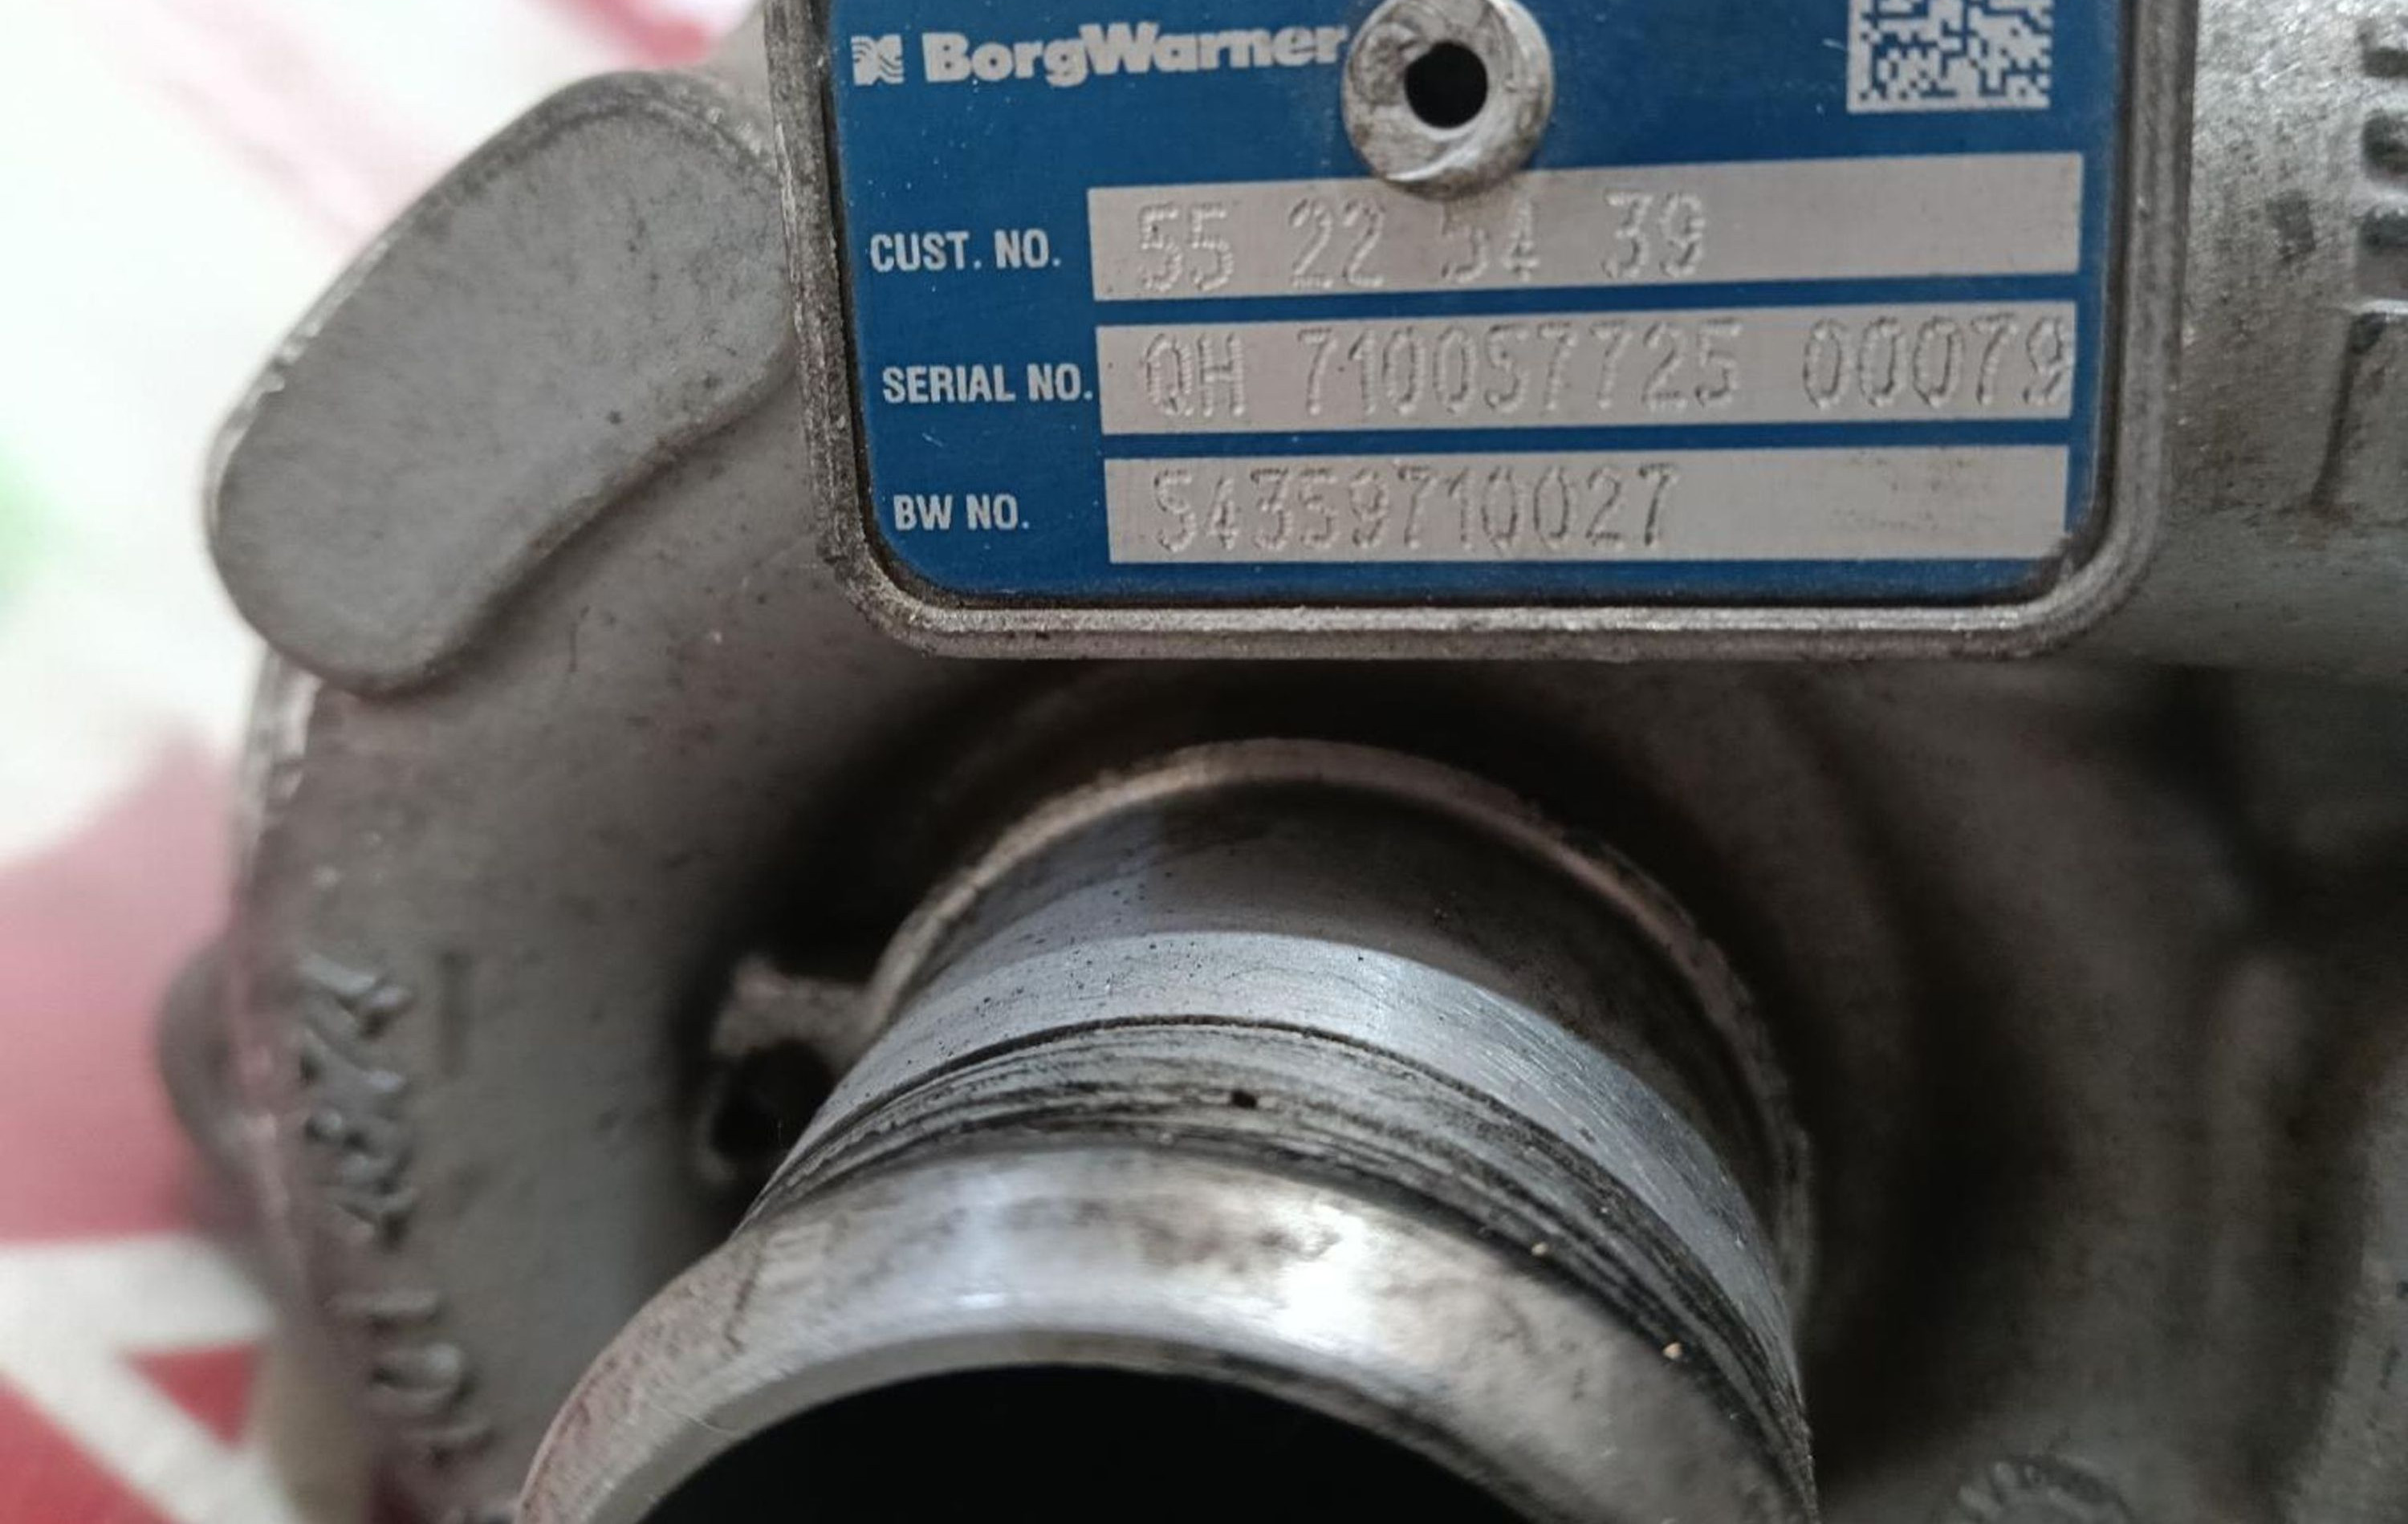 BorgWarner
CUST. NO. 55 22 54 39
SERIAL NO. QH 710057725 00079
BW NO. 54359710027